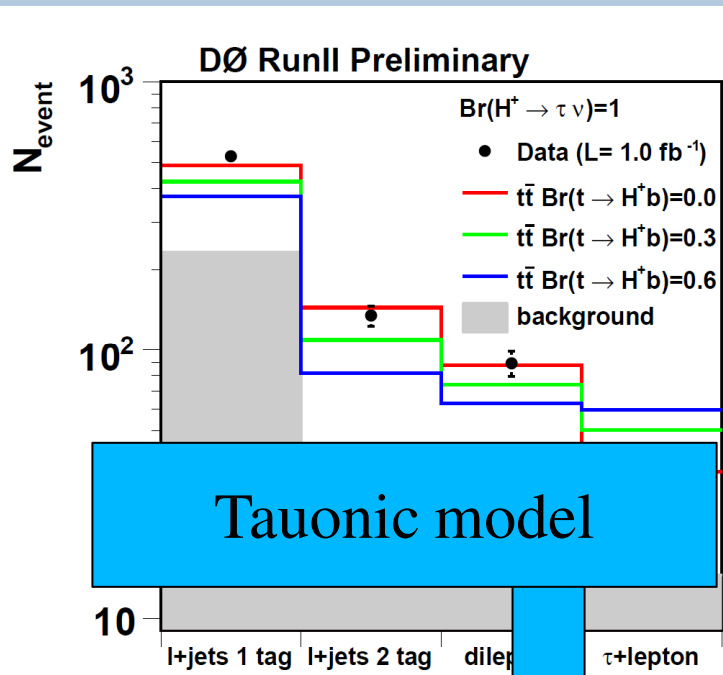 DØ RunII Preliminary
N_event
10³
10²
10
Br(H⁺ → τ ν)=1
Data (L= 1.0 fb⁻¹)
tt̄ Br(t → H⁺b)=0.0
tt̄ Br(t → H⁺b)=0.3
tt̄ Br(t → H⁺b)=0.6
background
Tauonic model
l+jets 1 tag l+jets 2 tag τ+lepton